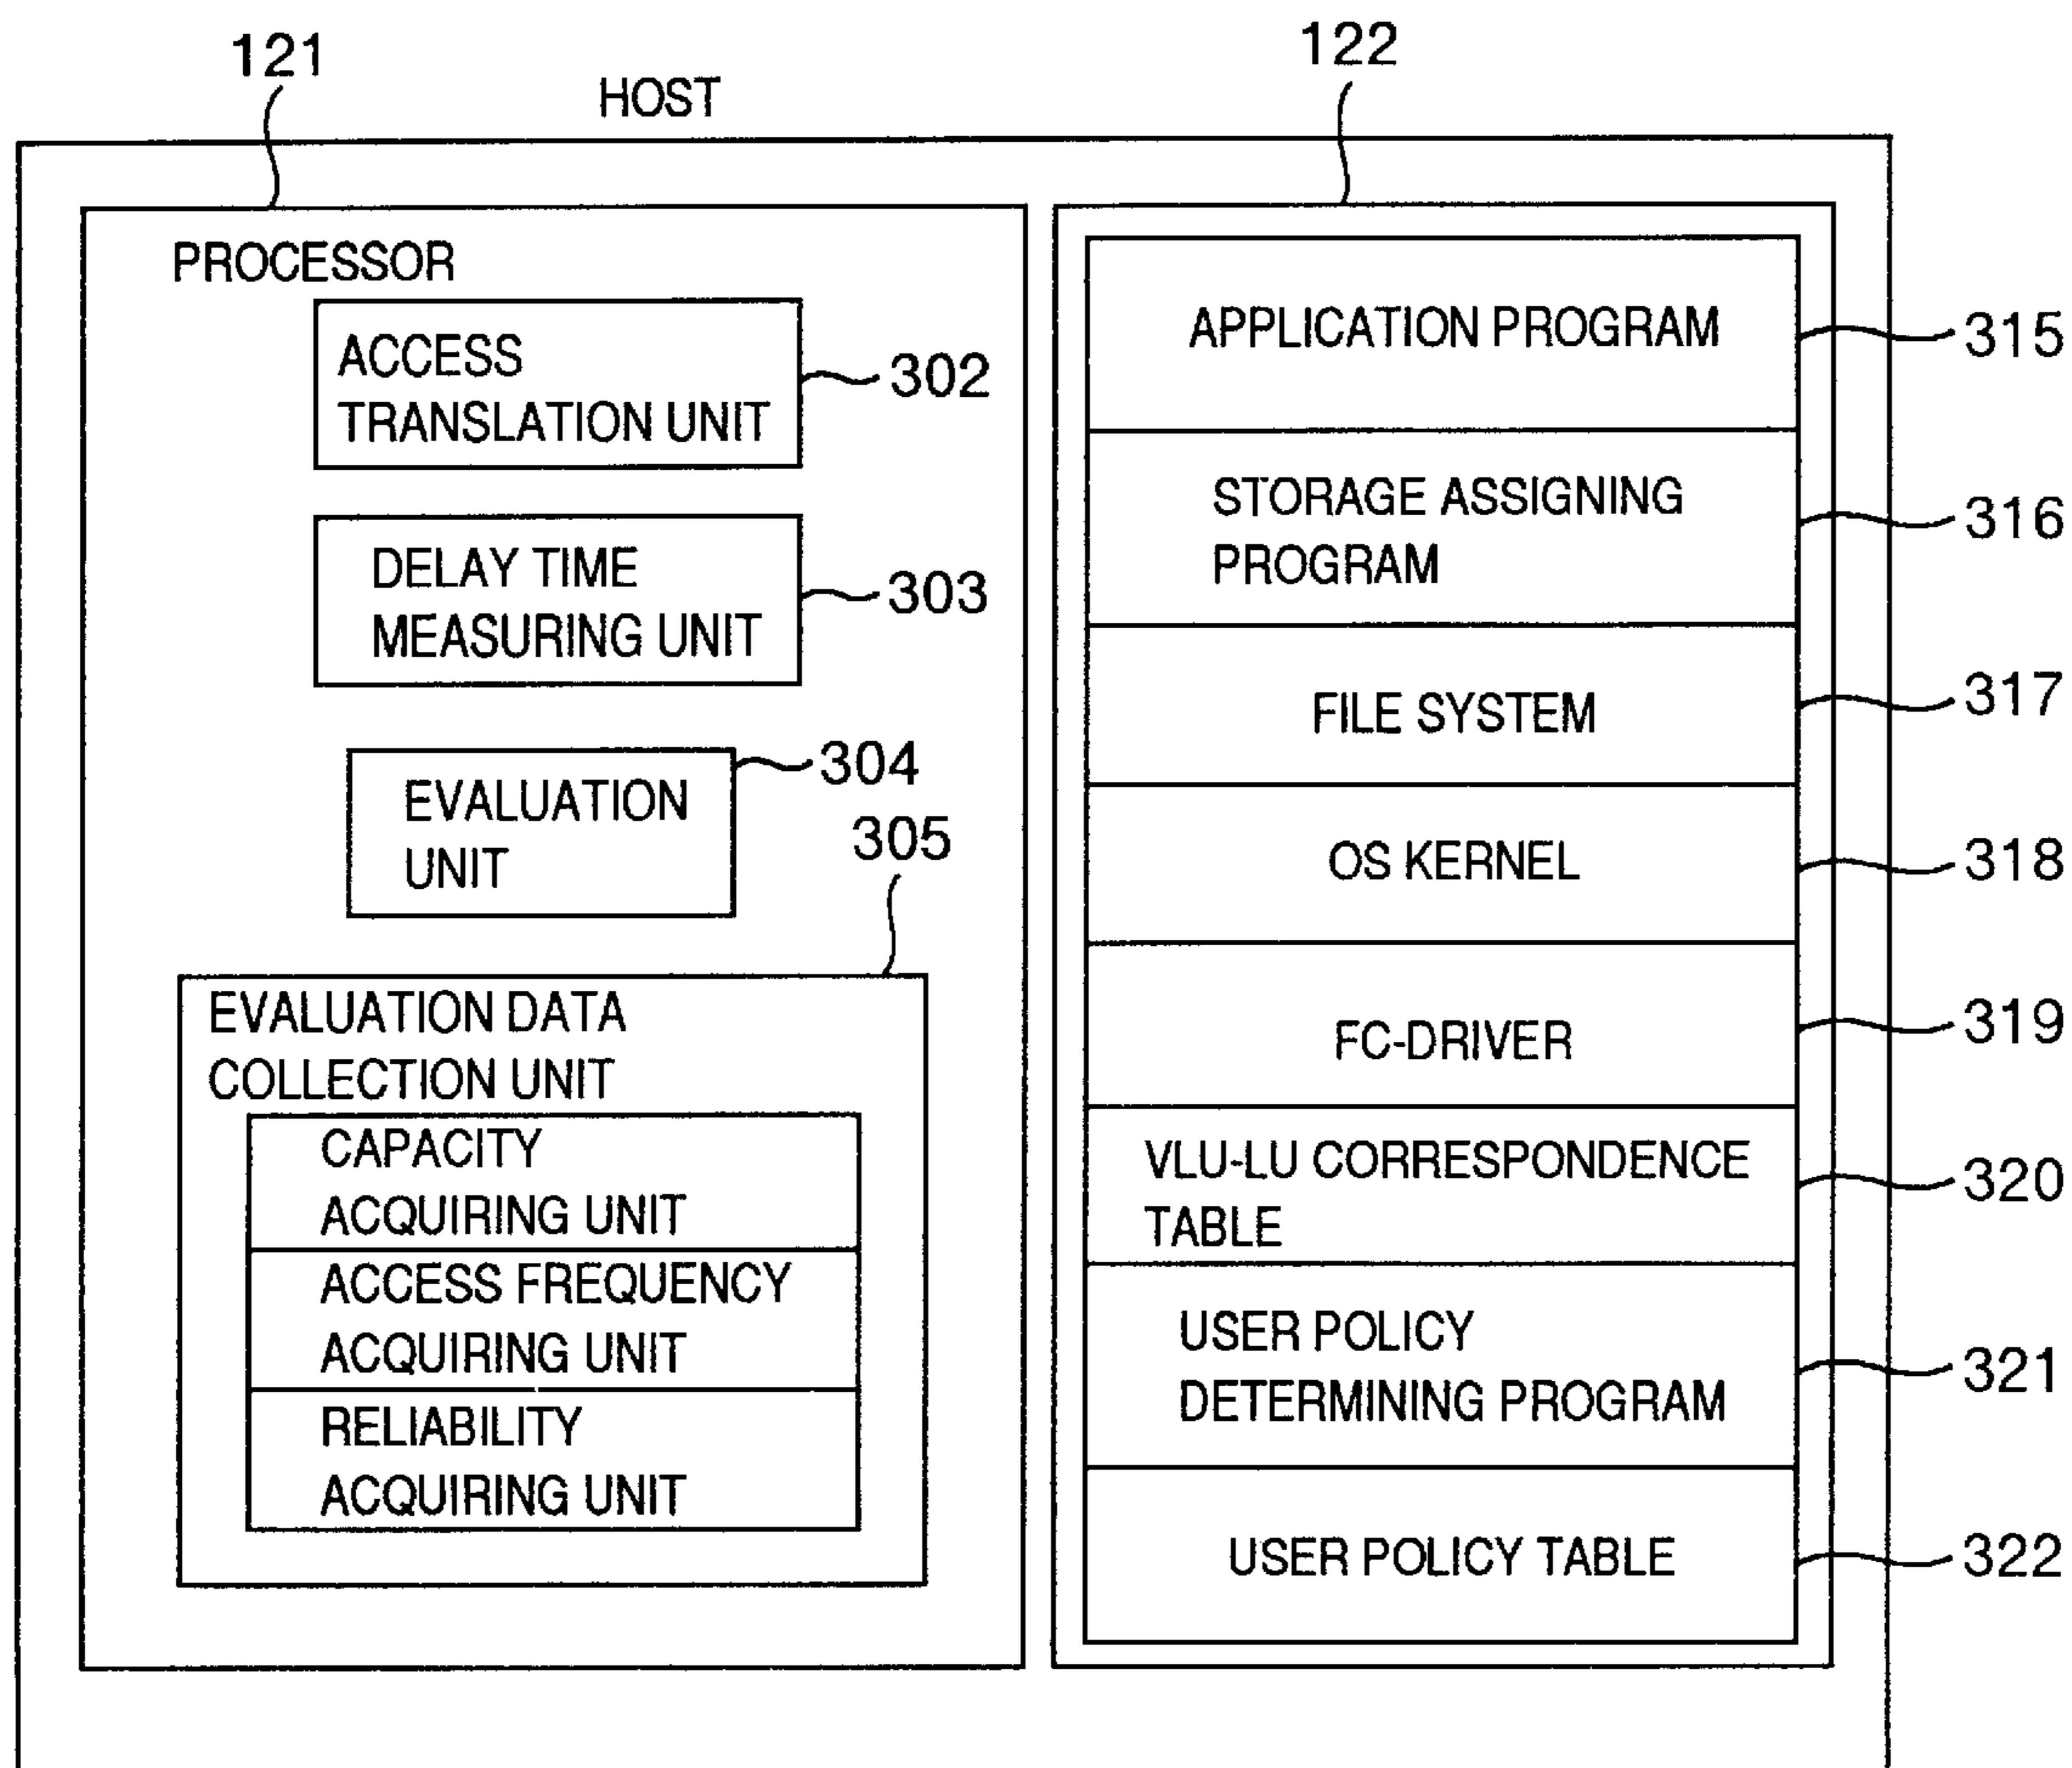 121
HOST
122
PROCESSOR
ACCESS
TRANSLATION UNIT
302
DELAY TIME
MEASURING UNIT
303
EVALUATION
UNIT
304
305
EVALUATION DATA
COLLECTION UNIT
CAPACITY
ACQUIRING UNIT
ACCESS FREQUENCY
ACQUIRING UNIT
RELIABILITY
ACQUIRING UNIT
APPLICATION PROGRAM
315
STORAGE ASSIGNING
PROGRAM
316
FILE SYSTEM
317
OS KERNEL
318
FC-DRIVER
319
VLU-LU CORRESPONDENCE
TABLE
320
USER POLICY
DETERMINING PROGRAM
321
USER POLICY TABLE
322